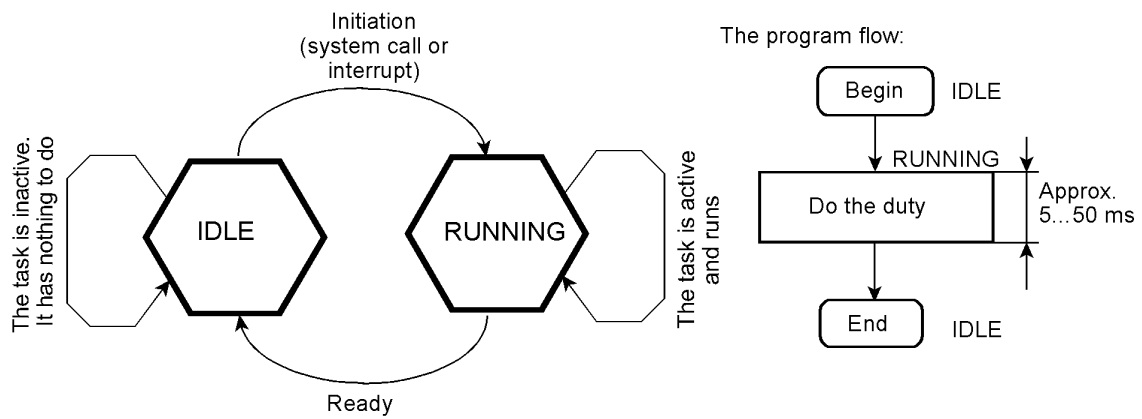 Initiation
(system call or
interrupt)
The task is inactive.
It has nothing to do
IDLE
RUNNING
The task is active
and runs
Ready
The program flow:
Begin
IDLE
RUNNING
Do the duty
Approx.
5...50 ms
End
IDLE